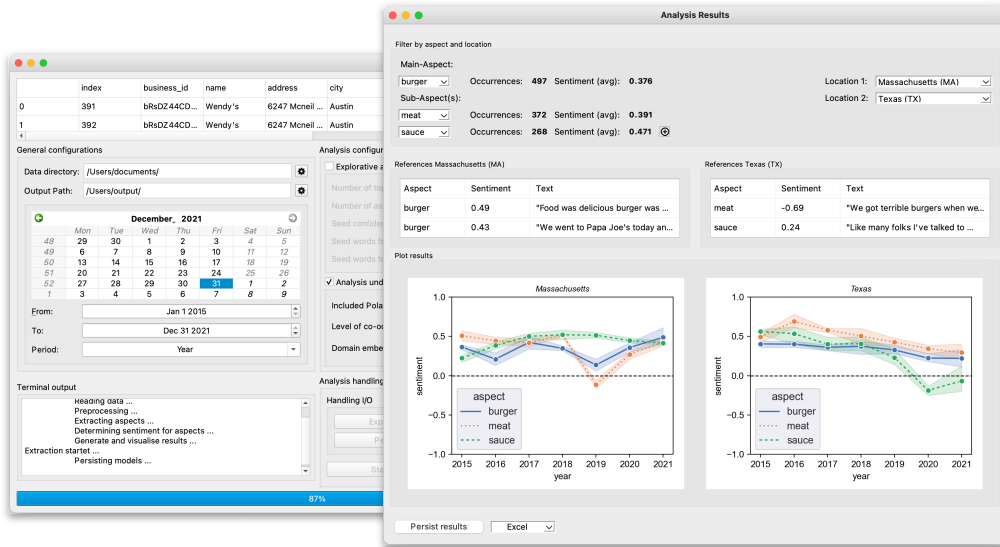 index business_id name address city
0 391 bRsDZ44CD... Wendy's 6247 Mcneil ... Austin
1 392 bRsDZ44CD... Wendy's 6247 Mcneil ... Austin
General configurations
Data directory: /Users/documents/
Output Path: /Users/output/
December, 2021
Mon Tue Wed Thu Fri Sat Sun
48 29 30 1 2 3 4 5
49 6 7 8 9 10 11 12
50 13 14 15 16 17 18 19
51 20 21 22 23 24 25 26
52 27 28 29 30 31 1 2
1 3 4 5 6 7 8 9
From: Jan 1 2015
To: Dec 31 2021
Period: Year
Terminal output
Reading data ...
Preprocessing ...
Extracting aspects ...
Determining sentiment for aspects ...
Generate and visualise results ...
Extraction startet ...
Persisting models ...
87%
Analysis configur
Explorative a
Number of top
Number of as
Seed confiden
Seed words fo
Seed words fo
Analysis und
Included Pola
Level of co-oc
Domain embe
Analysis handling
Handling I/O
Exp
Sta
Analysis Results
Filter by aspect and location
Main-Aspect:
burger Occurrences: 497 Sentiment (avg): 0.376
Sub-Aspect(s):
meat Occurrences: 372 Sentiment (avg): 0.391
sauce Occurrences: 268 Sentiment (avg): 0.471
Location 1: Massachusetts (MA)
Location 2: Texas (TX)
References Massachusetts (MA)
Aspect Sentiment Text
burger 0.49 "Food was delicious burger was ...
burger 0.43 "We went to Papa Joe's today an...
References Texas (TX)
Aspect Sentiment Text
meat -0.69 "We got terrible burgers when we...
sauce 0.24 "Like many folks I've talked to ...
Plot results
Massachusetts
1.0
0.5
0.0
−0.5
−1.0
sentiment
aspect
burger
meat
sauce
2015 2016 2017 2018 2019 2020 2021
year
Texas
1.0
0.5
0.0
−0.5
−1.0
sentiment
aspect
burger
meat
sauce
2015 2016 2017 2018 2019 2020 2021
year
Persist results Excel